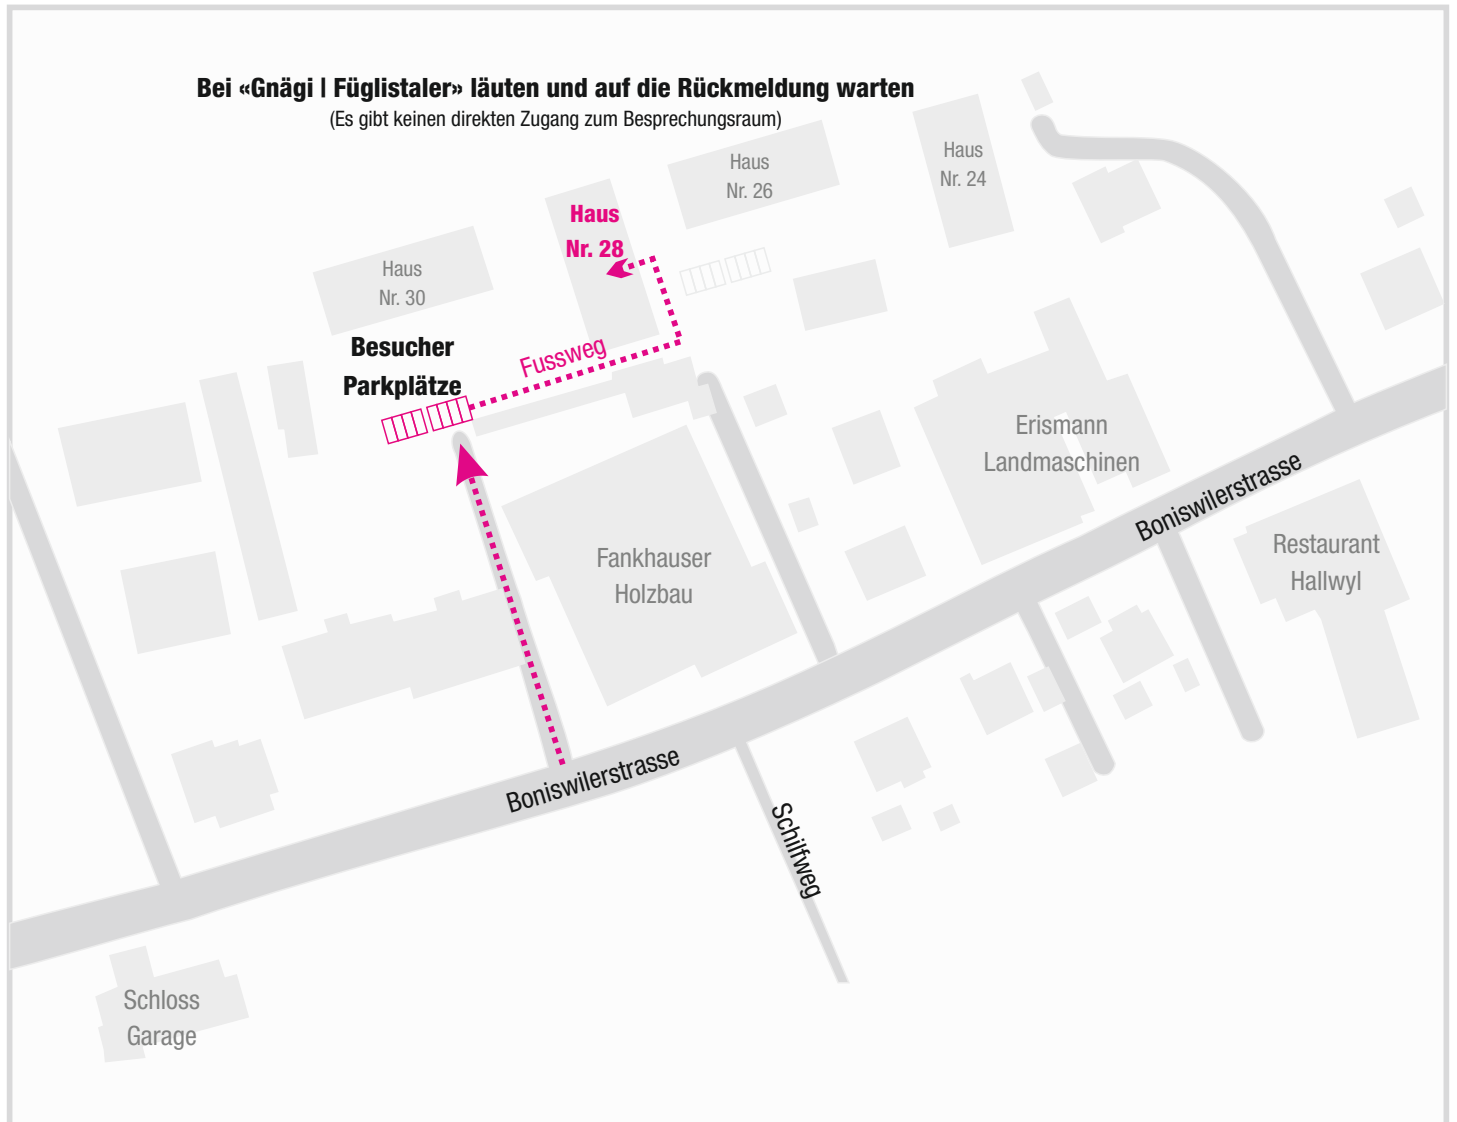 Bei «Gnägi | Füglistaler» läuten und auf die Rückmeldung warten
(Es gibt keinen direkten Zugang zum Besprechungsraum)
Haus
Nr. 24
Haus
Nr. 26
Haus
Nr. 28
Haus
Nr. 30
Besucher
Parkplätze
Fussweg
Erismann
Landmaschinen
Boniswilerstrasse
Restaurant
Hallwyl
Fankhauser
Holzbau
Boniswilerstrasse
Schilfweg
Schloss
Garage